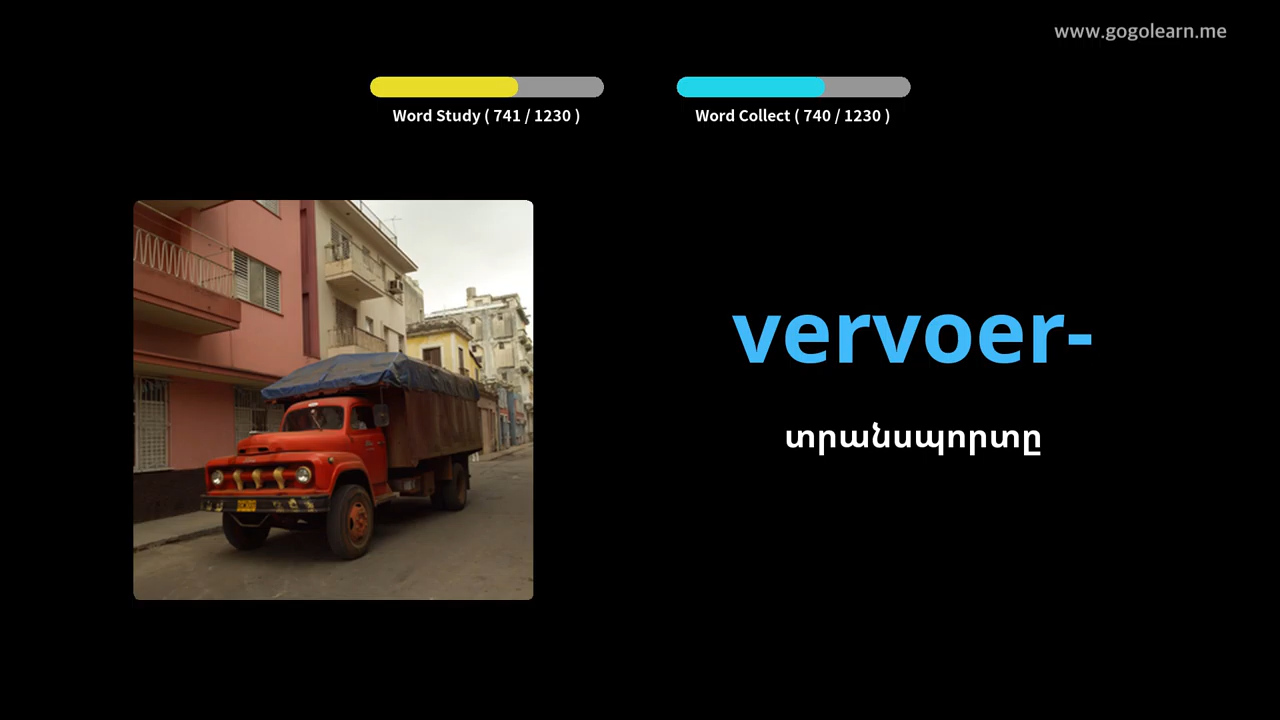 www.gogolearn.me
Word Study ( 741 / 1230 )
Word Collect ( 740 / 1230 )
vervoer-
տրանսպորտը